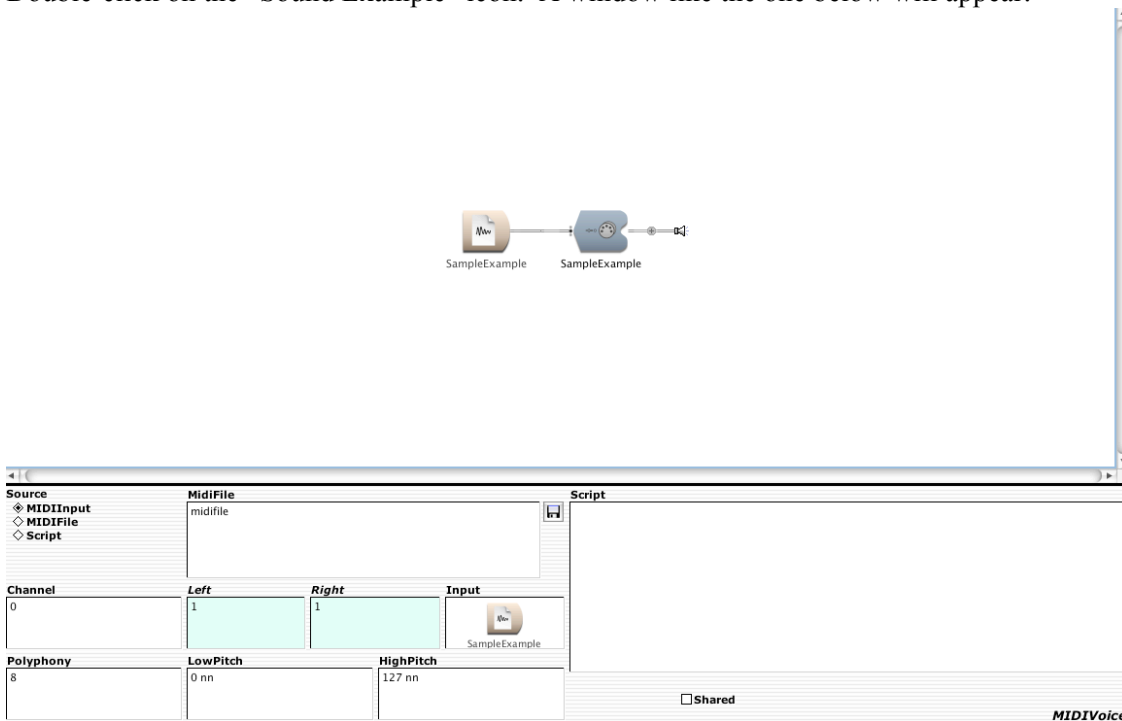 Double-click on the "Sound Example" icon. A window like the one below will appear:
SampleExample
SampleExample
Source
MIDIInput
MIDIFile
Script
MidiFile
midifile
Script
Channel
0
Left
1
Right
1
Input
SampleExample
Polyphony
8
LowPitch
0 nn
HighPitch
127 nn
Shared
MIDIVoice